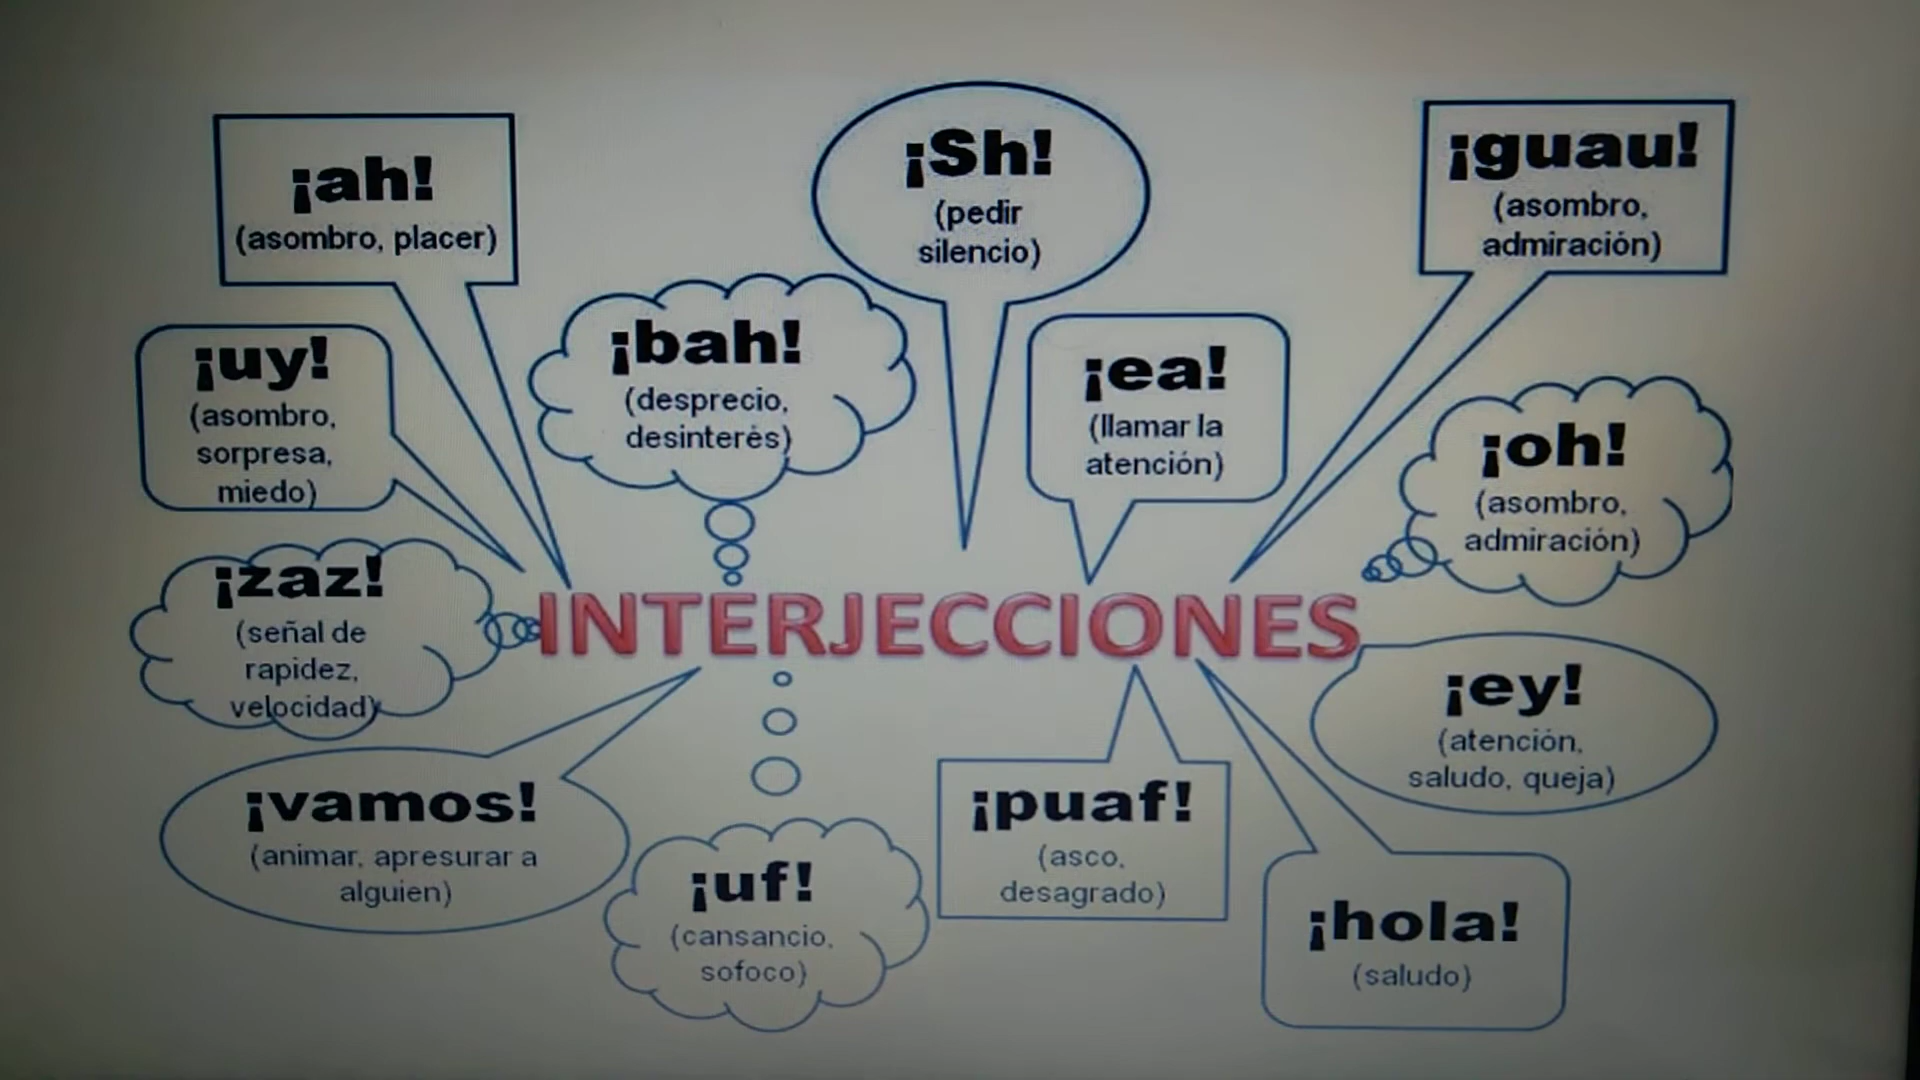 ¡ah!
(asombro, placer)
¡Sh!
(pedir
silencio)
¡guau!
(asombro,
admiración)
¡uy!
(asombro,
sorpresa,
miedo)
¡bah!
(desprecio,
desinterés)
¡ea!
(llamar la
atención)
¡oh!
(asombro,
admiración)
¡zaz!
(señal de
rapidez,
velocidad)
INTERJECCIONES
¡ey!
(atención,
saludo, queja)
¡vamos!
(animar, apresurar a
alguien)
¡uf!
(cansancio,
sofoco)
¡puaf!
(asco,
desagrado)
¡hola!
(saludo)